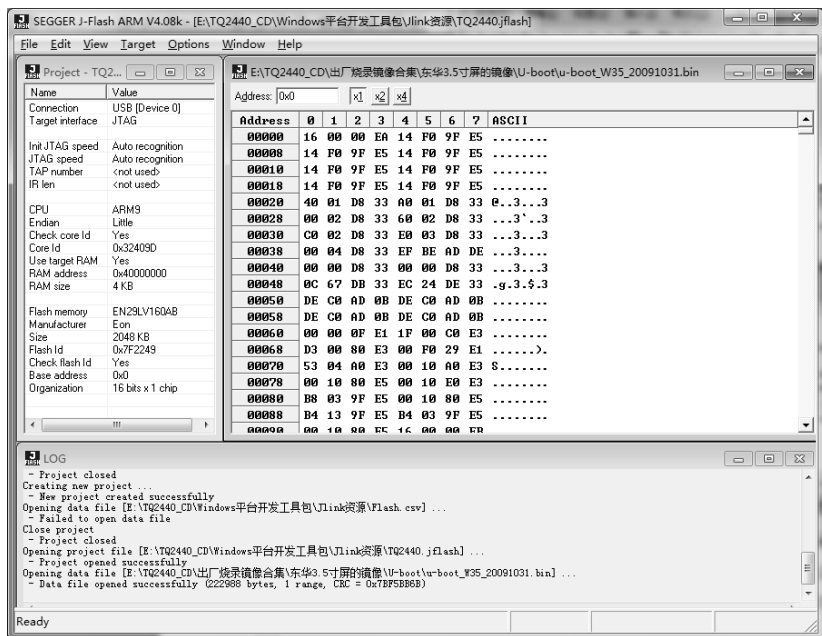 SEGGER J-Flash ARM V4.08k - [E:\TQ2440_CD\Windows平台开发工具包\Jlink资源\TQ2440.jflash]
File Edit View Target Options Window Help
Project - TQ2...
Name Value
Connection USB [Device 0]
Target interface JTAG
Init JTAG speed Auto recognition
JTAG speed Auto recognition
TAP number <not used>
IR len <not used>
CPU ARM9
Endian Little
Check core Id Yes
Core Id 0x32409D
Use target RAM Yes
RAM address 0x40000000
RAM size 4 KB
Flash memory EN29LV160AB
Manufacturer Eon
Size 2048 KB
Flash Id 0x7F2249
Check flash Id Yes
Base address 0x0
Organization 16 bits x 1 chip
E:\TQ2440_CD\出厂烧录镜像合集\东华3.5寸屏的镜像\U-boot\u-boot_W35_20091031.bin
Address: 0x0 x1 x2 x4
Address 0 1 2 3 4 5 6 7 ASCII
00000 16 00 00 EA 14 F0 9F E5 ........
00008 14 F0 9F E5 14 F0 9F E5 ........
00010 14 F0 9F E5 14 F0 9F E5 ........
00018 14 F0 9F E5 14 F0 9F E5 ........
00020 40 01 D8 33 A0 01 D8 33 @..3...3
00028 00 02 D8 33 60 02 D8 33 ...3`..3
00030 C0 02 D8 33 E0 03 D8 33 ...3...3
00038 00 04 D8 33 EF BE AD DE ...3....
00040 00 00 D8 33 00 00 D8 33 ...3...3
00048 0C 67 DB 33 EC 24 DE 33 .g.3.$.3
00050 DE C0 AD 0B DE C0 AD 0B ........
00058 DE C0 AD 0B DE C0 AD 0B ........
00060 00 00 0F E1 1F 00 C0 E3 ........
00068 D3 00 80 E3 00 F0 29 E1 ......).
00070 53 04 A0 E3 00 10 A0 E3 S.......
00078 00 10 80 E5 00 10 E0 E3 ........
00080 B8 03 9F E5 00 10 80 E5 ........
00088 B4 13 9F E5 B4 03 9F E5 ........
00090 00 10 80 E5 16 00 00 EB
LOG
- Project closed
Creating new project ...
- New project created successfully
Opening data file [E:\TQ2440_CD\Windows平台开发工具包\Jlink资源\Flash.csv] ...
- Failed to open data file
Close project
- Project closed
Opening project file [E:\TQ2440_CD\Windows平台开发工具包\Jlink资源\TQ2440.jflash] ...
- Project opened successfully
Opening data file [E:\TQ2440_CD\出厂烧录镜像合集\东华3.5寸屏的镜像\U-boot\u-boot_W35_20091031.bin] ...
- Data file opened successfully (222988 bytes, 1 range, CRC = 0x7BF5BB6B)
Ready